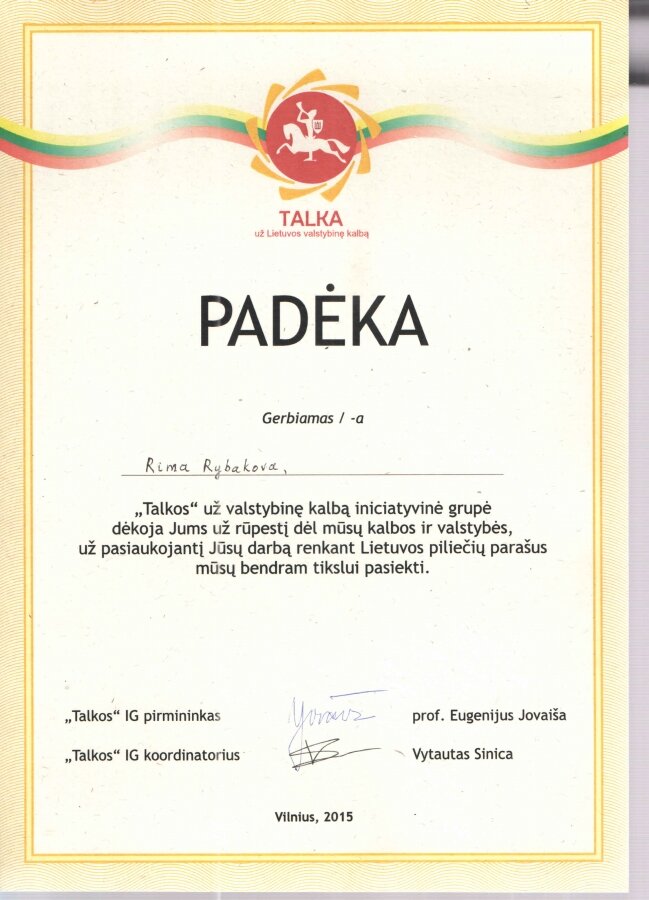 TALKA
už Lietuvos valstybinę kalbą
PADĖKA
Gerbiamas / -a
Rima Rybakova,
„Talkos“ už valstybinę kalbą iniciatyvinė grupė
dėkoja Jums už rūpestį dėl mūsų kalbos ir valstybės,
už pasiaukojantį Jūsų darbą renkant Lietuvos piliečių parašus
mūsų bendram tikslui pasiekti.
„Talkos“ IG pirmininkas prof. Eugenijus Jovaiša
„Talkos“ IG koordinatorius Vytautas Sinica
Vilnius, 2015